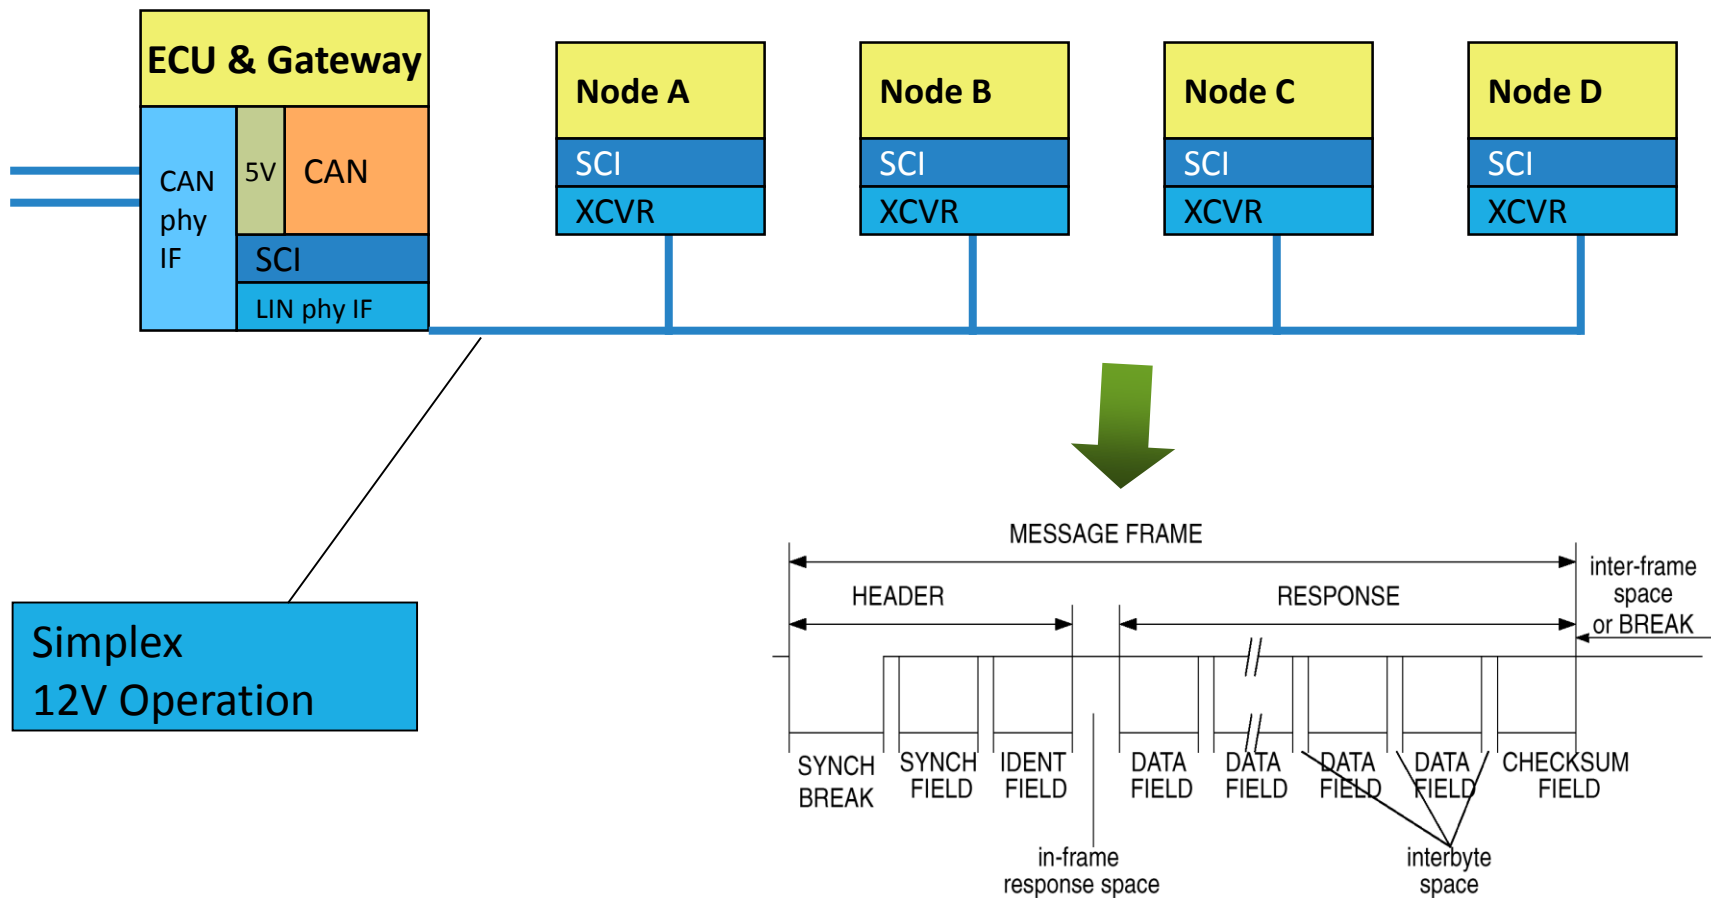 ECU & Gateway
CAN
phy
IF
5V
CAN
SCI
LIN phy IF
Node A
SCI
XCVR
Node B
SCI
XCVR
Node C
SCI
XCVR
Node D
SCI
XCVR
Simplex
12V Operation
MESSAGE FRAME
HEADER
RESPONSE
inter-frame
space
or BREAK
SYNCH
BREAK
SYNCH
FIELD
IDENT
FIELD
DATA
FIELD
DATA
FIELD
DATA
FIELD
DATA
FIELD
CHECKSUM
FIELD
in-frame
response space
interbyte
space